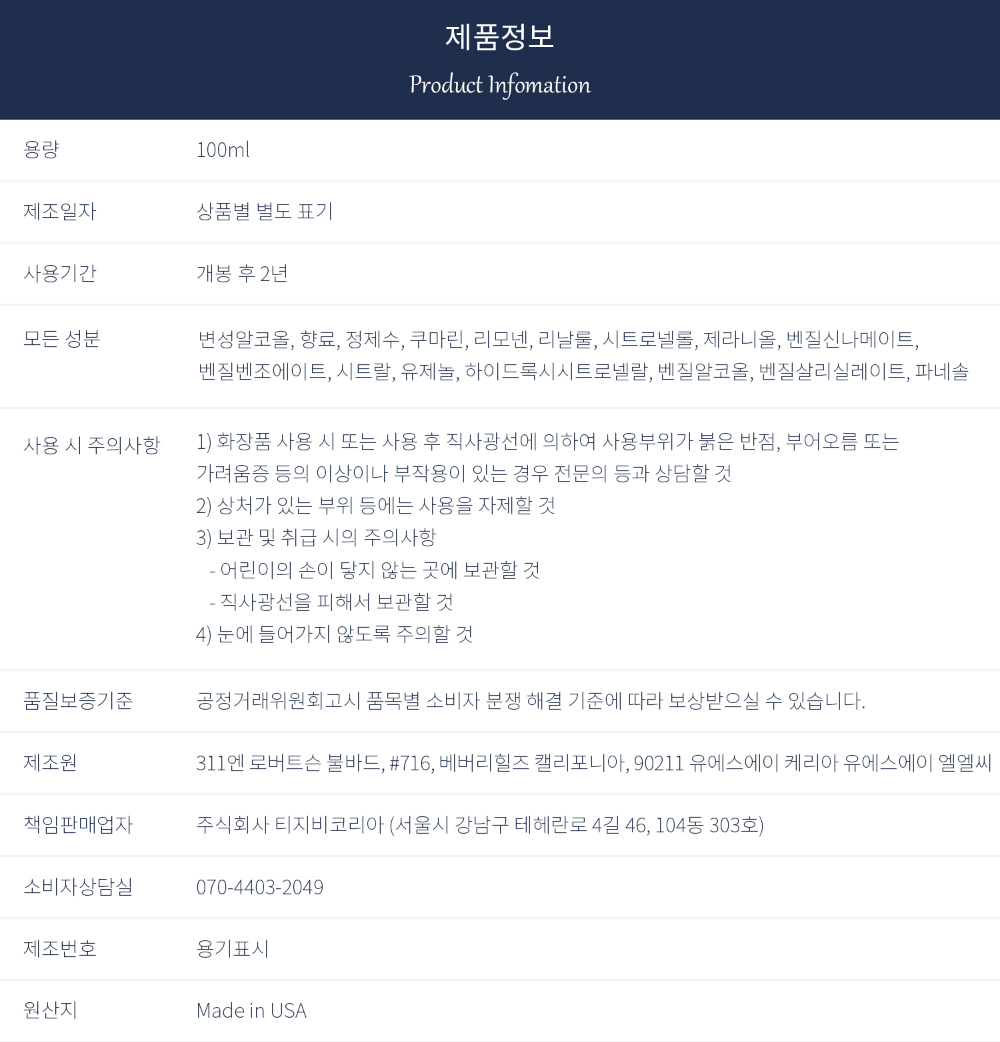 제품정보
Product Infomation
용량 100ml
제조일자 상품별 별도 표기
사용기간 개봉 후 2년
모든 성분 변성알코올, 향료, 정제수, 쿠마린, 리모넨, 리날룰, 시트로넬롤, 제라니올, 벤질신나메이트,
벤질벤조에이트, 시트랄, 유제놀, 하이드록시시트로넬랄, 벤질알코올, 벤질살리실레이트, 파네솔
사용 시 주의사항 1) 화장품 사용 시 또는 사용 후 직사광선에 의하여 사용부위가 붉은 반점, 부어오름 또는
가려움증 등의 이상이나 부작용이 있는 경우 전문의 등과 상담할 것
2) 상처가 있는 부위 등에는 사용을 자제할 것
3) 보관 및 취급 시의 주의사항
- 어린이의 손이 닿지 않는 곳에 보관할 것
- 직사광선을 피해서 보관할 것
4) 눈에 들어가지 않도록 주의할 것
품질보증기준 공정거래위원회고시 품목별 소비자 분쟁 해결 기준에 따라 보상받으실 수 있습니다.
제조원 311엔 로버트슨 불바드, #716, 베버리힐즈 캘리포니아, 90211 유에스에이 케리아 유에스에이 엘엘씨
책임판매업자 주식회사 티지비코리아 (서울시 강남구 테헤란로 4길 46, 104동 303호)
소비자상담실 070-4403-2049
제조번호 용기표시
원산지 Made in USA